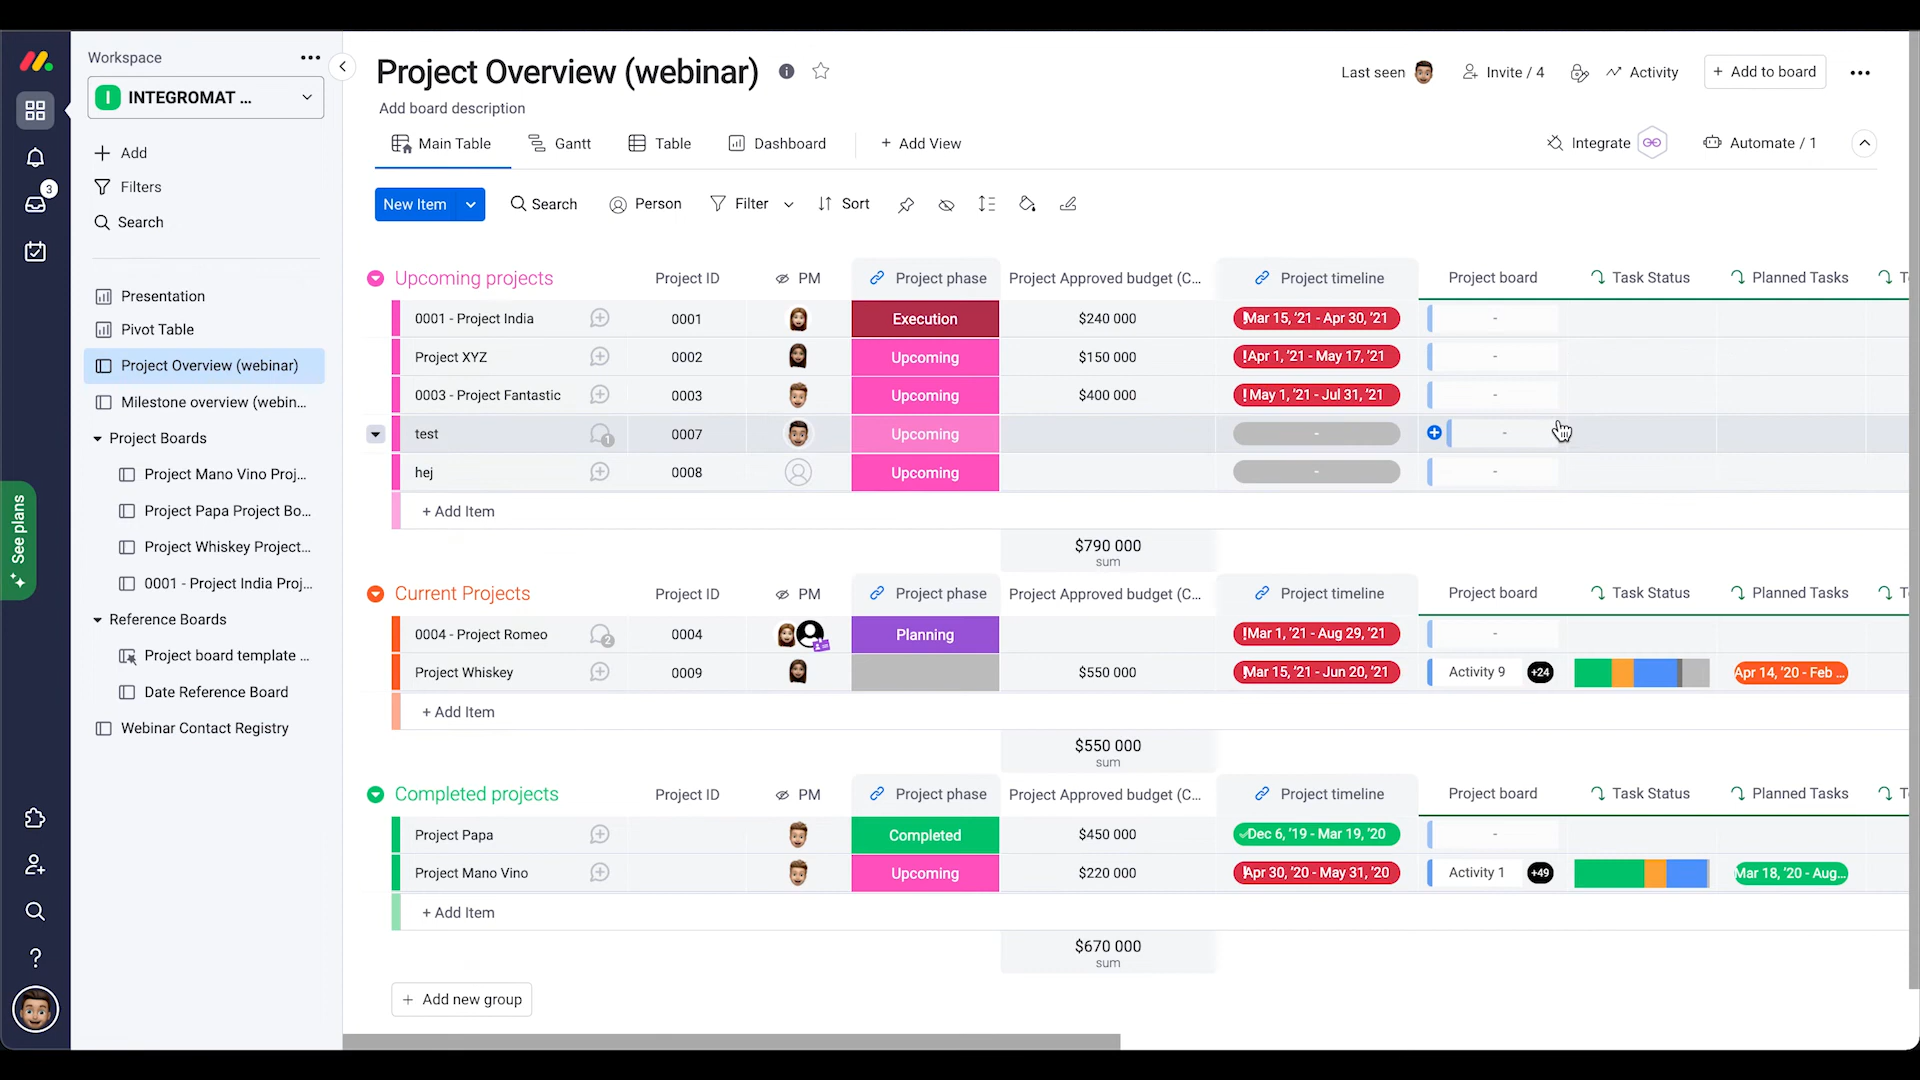 Workspace
I INTEGROMAT ...
Add
Filters
Search
Presentation
Pivot Table
Project Overview (webinar)
Milestone overview (webin...
Project Boards
Project Mano Vino Proj...
Project Papa Project Bo...
Project Whiskey Project...
0001 - Project India Proj...
Reference Boards
Project board template ...
Date Reference Board
Webinar Contact Registry
3
See plans
?
Project Overview (webinar)
Last seen
Invite / 4
Activity
+ Add to board
Add board description
Main Table
Gantt
Table
Dashboard
+ Add View
Integrate
Automate / 1
New Item
Search
Person
Filter
Sort
Upcoming projects Project ID PM Project phase Project Approved budget (C... Project timeline Project board Task Status Planned Tasks T
0001 - Project India 0001 Execution $240 000 !Mar 15, '21 - Apr 30, '21 -
Project XYZ 0002 Upcoming $150 000 !Apr 1, '21 - May 17, '21 -
0003 - Project Fantastic 0003 Upcoming $400 000 !May 1, '21 - Jul 31, '21 -
test 1 0007 Upcoming - -
hej 0008 Upcoming - -
+ Add Item
$790 000
sum
Current Projects Project ID PM Project phase Project Approved budget (C... Project timeline Project board Task Status Planned Tasks T
0004 - Project Romeo 2 0004 Planning !Mar 1, '21 - Aug 29, '21 -
Project Whiskey 0009 $550 000 !Mar 15, '21 - Jun 20, '21 Activity 9 +24 Apr 14, '20 - Feb ...
+ Add Item
$550 000
sum
Completed projects Project ID PM Project phase Project Approved budget (C... Project timeline Project board Task Status Planned Tasks T
Project Papa Completed $450 000 Dec 6, '19 - Mar 19, '20 -
Project Mano Vino Upcoming $220 000 !Apr 30, '20 - May 31, '20 Activity 1 +49 Mar 18, '20 - Aug...
+ Add Item
$670 000
sum
+ Add new group